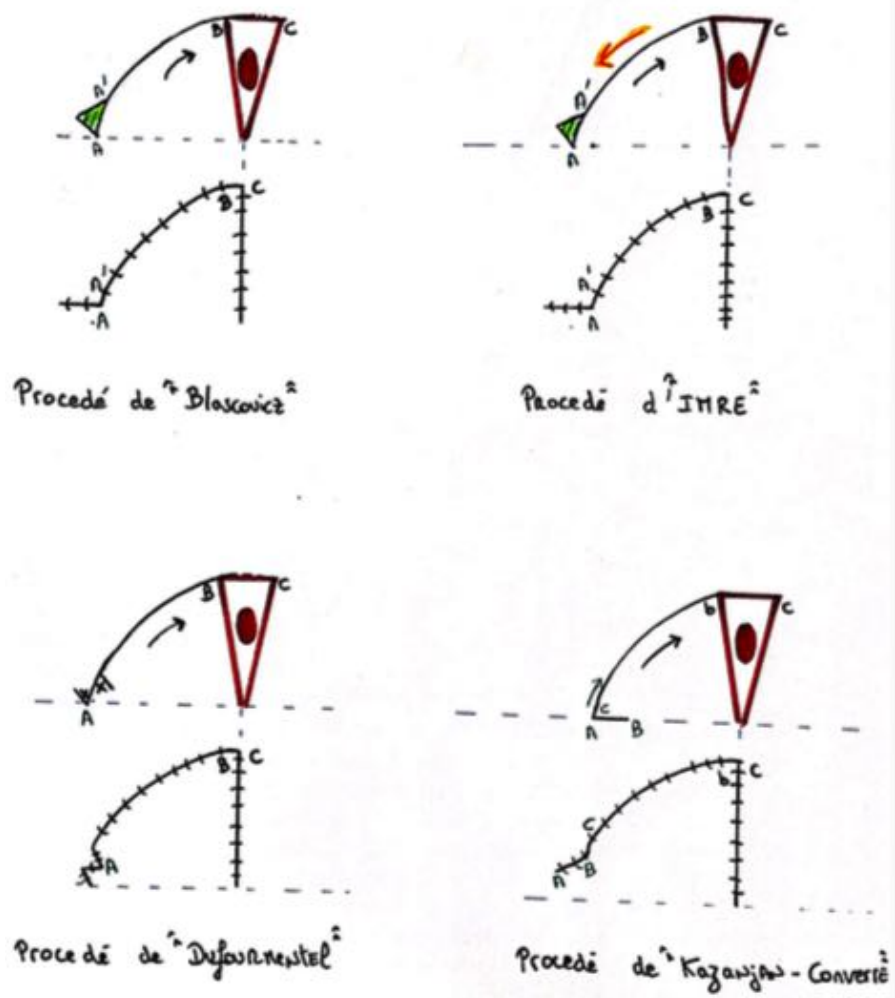 B C
A'
A
B C
A'
A
C
B
A'
A
C
B
A'
A
Procedé de "Blascovicz"
Procedé d'"IMRE"
B C
A
b C
C
A B
B C
A
C
b
C
A B
Procedé de "Dufourmentel"
Procedé de "Kazanjan-Converse"